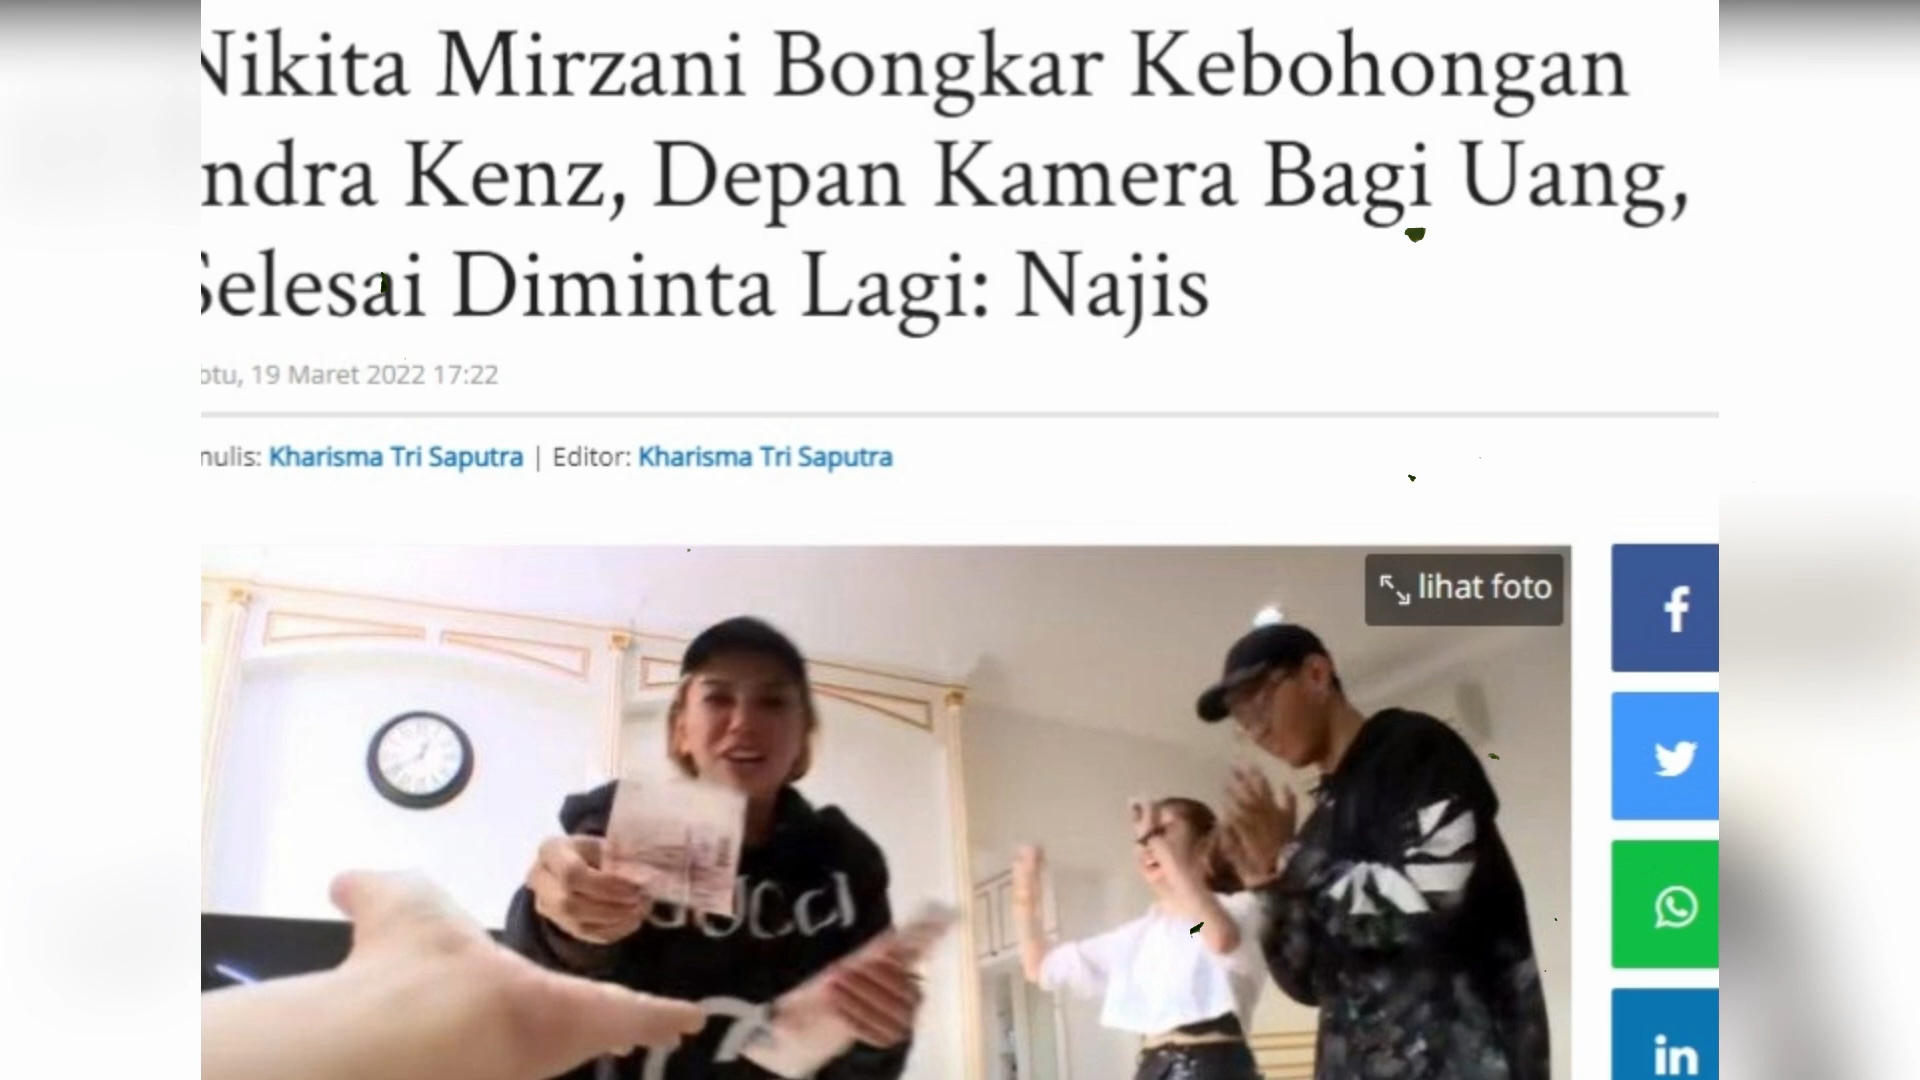 Nikita Mirzani Bongkar Kebohongan
ndra Kenz, Depan Kamera Bagi Uang,
Selesai Diminta Lagi: Najis
btu, 19 Maret 2022 17:22
nulis: Kharisma Tri Saputra | Editor: Kharisma Tri Saputra
lihat foto
f
GUCCI
in